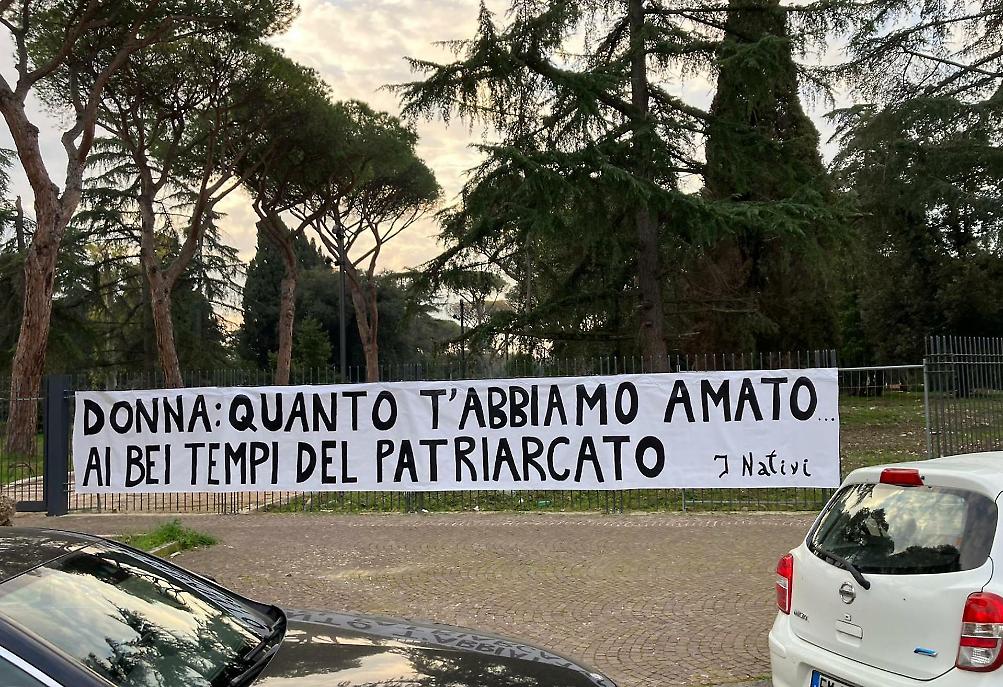 DONNA: QUANTO T'ABBIAMO AMATO...
AI BEI TEMPI DEL PATRIARCATO
I Nativi